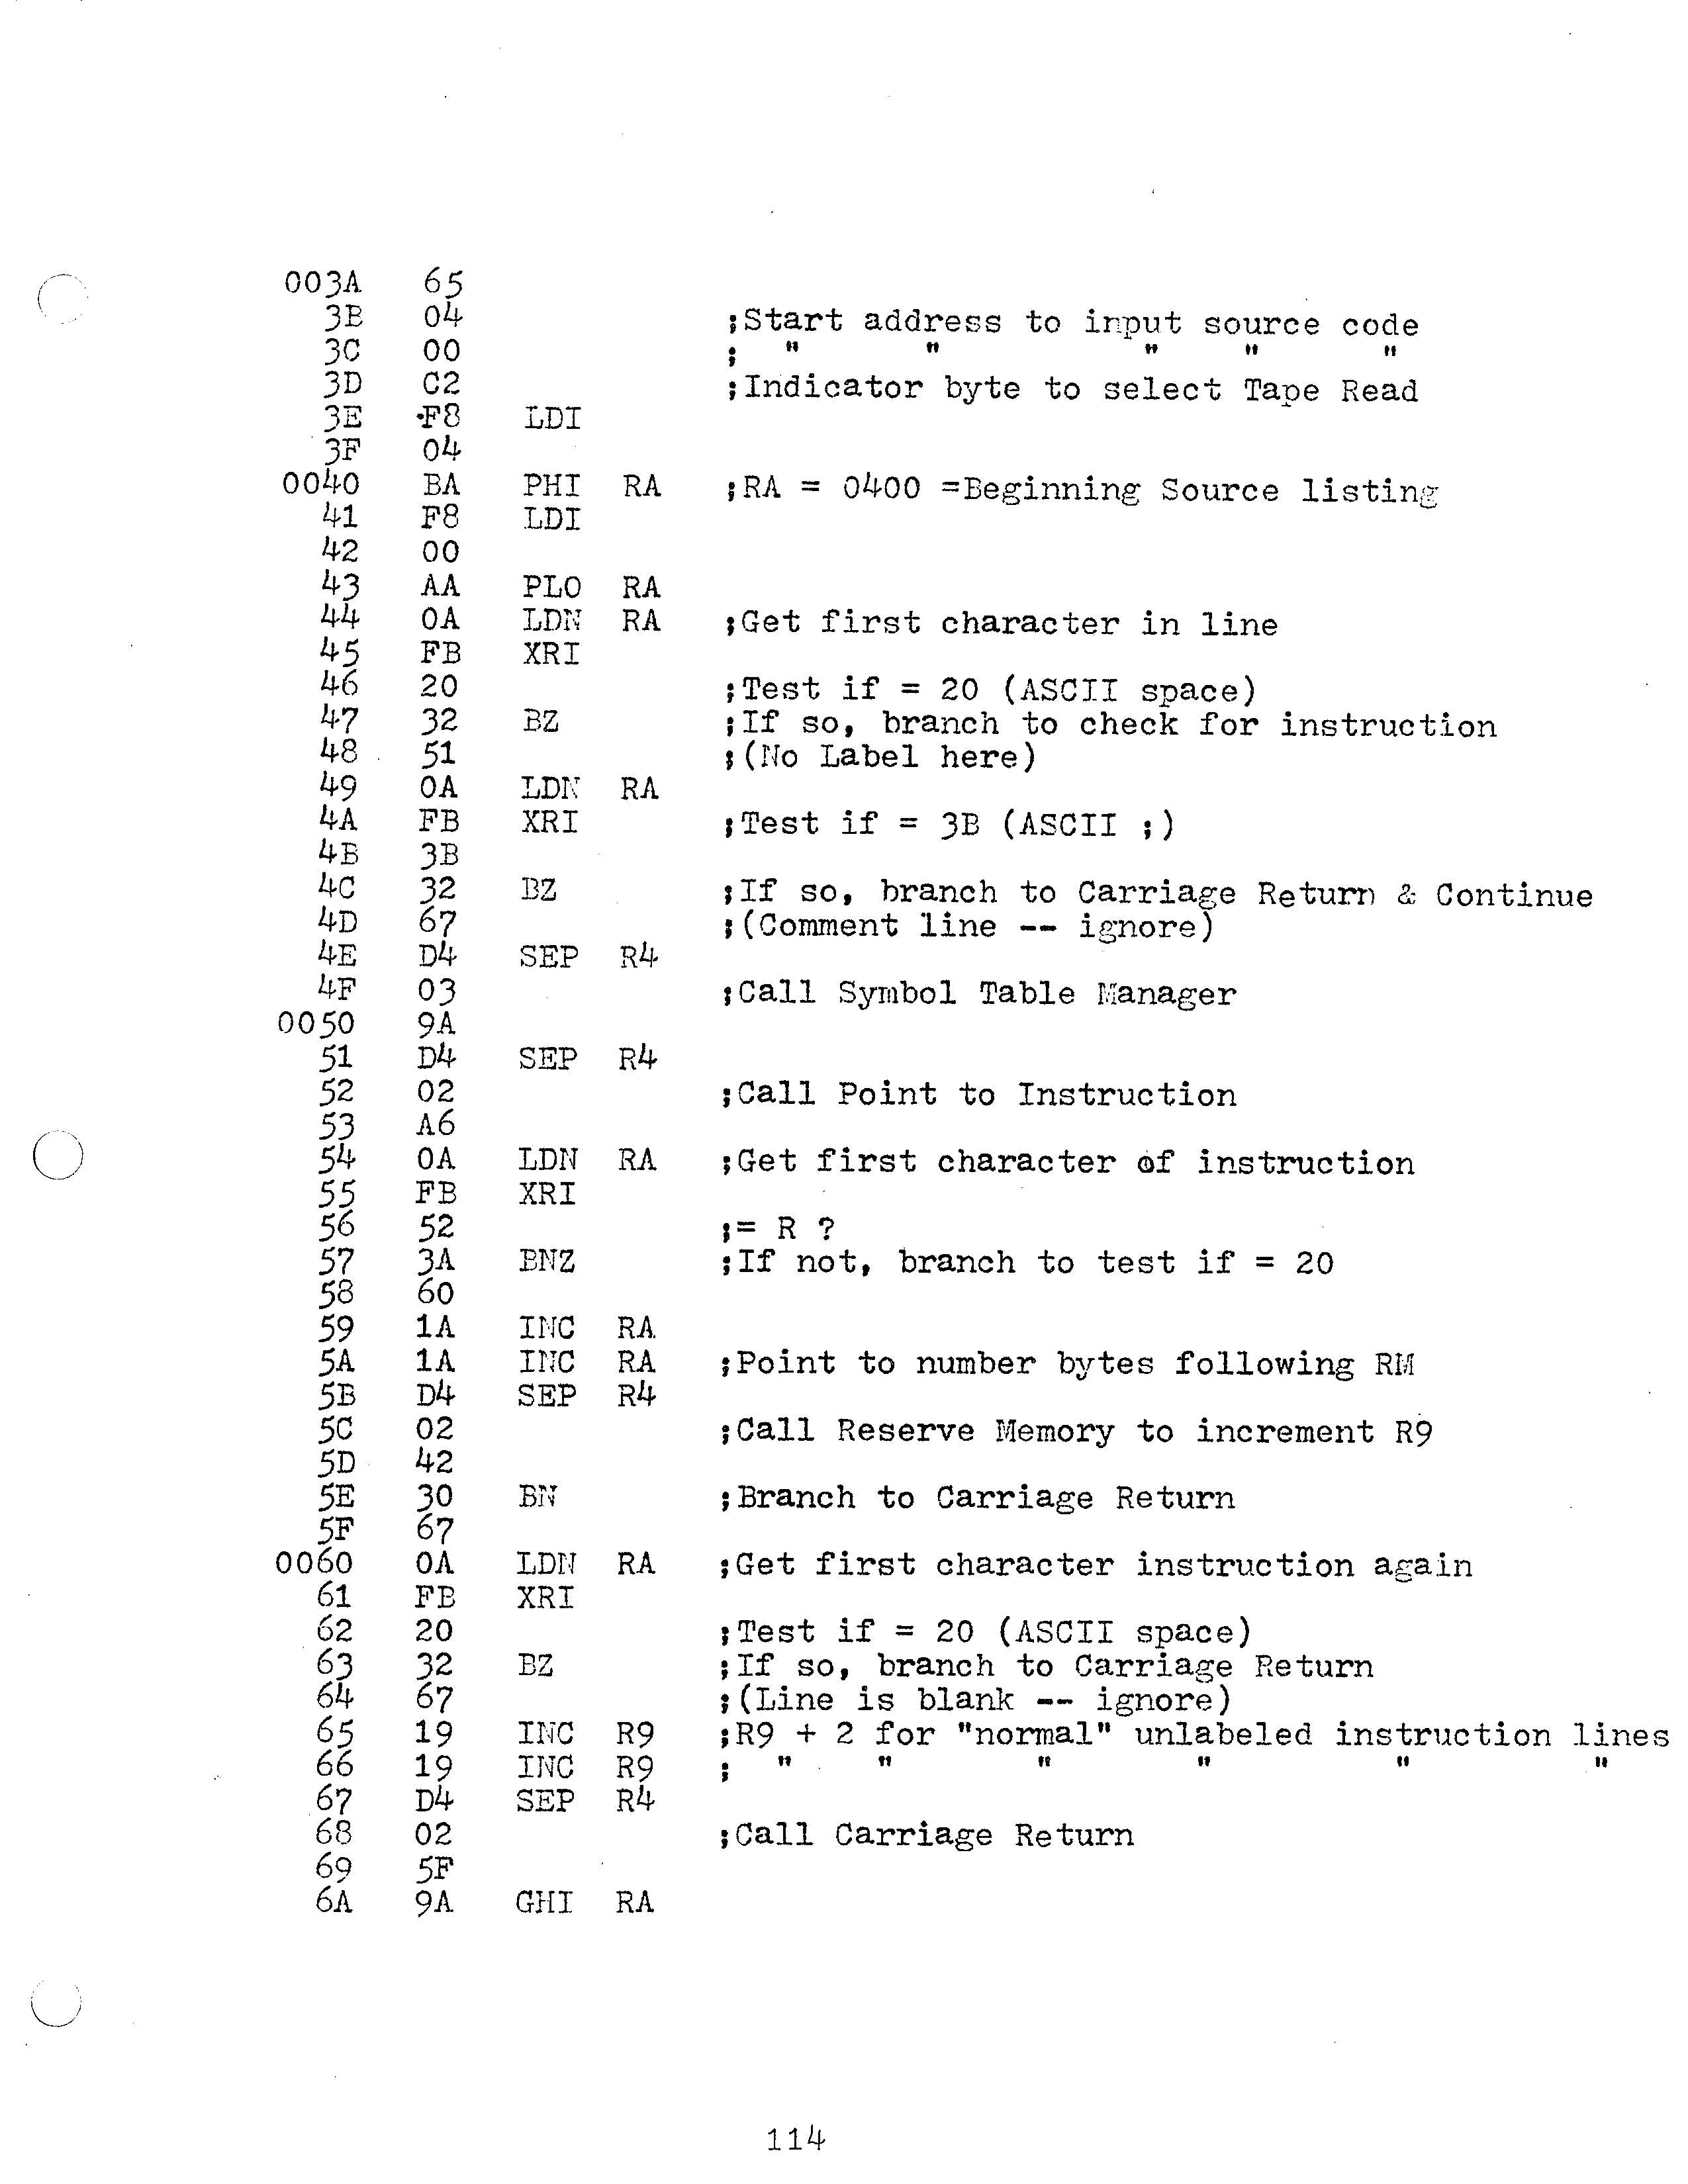 003A 65
3B 04 ;Start address to input source code
3C 00 ; " " " " "
3D C2 ;Indicator byte to select Tape Read
3E F8 LDI
3F 04
0040 BA PHI RA ;RA = 0400 =Beginning Source listing
41 F8 LDI
42 00
43 AA PLO RA
44 0A LDN RA ;Get first character in line
45 FB XRI
46 20 ;Test if = 20 (ASCII space)
47 32 BZ ;If so, branch to check for instruction
48 51 ;(No Label here)
49 0A LDN RA
4A FB XRI ;Test if = 3B (ASCII ;)
4B 3B
4C 32 BZ ;If so, branch to Carriage Return & Continue
4D 67 ;(Comment line -- ignore)
4E D4 SEP R4
4F 03 ;Call Symbol Table Manager
0050 9A
51 D4 SEP R4
52 02 ;Call Point to Instruction
53 A6
54 0A LDN RA ;Get first character of instruction
55 FB XRI
56 52 ;= R ?
57 3A BNZ ;If not, branch to test if = 20
58 60
59 1A INC RA
5A 1A INC RA ;Point to number bytes following RM
5B D4 SEP R4
5C 02 ;Call Reserve Memory to increment R9
5D 42
5E 30 BN ;Branch to Carriage Return
5F 67
0060 0A LDN RA ;Get first character instruction again
61 FB XRI
62 20 ;Test if = 20 (ASCII space)
63 32 BZ ;If so, branch to Carriage Return
64 67 ;(Line is blank -- ignore)
65 19 INC R9 ;R9 + 2 for "normal" unlabeled instruction lines
66 19 INC R9 ; " " " " " "
67 D4 SEP R4
68 02 ;Call Carriage Return
69 5F
6A 9A GHI RA
114